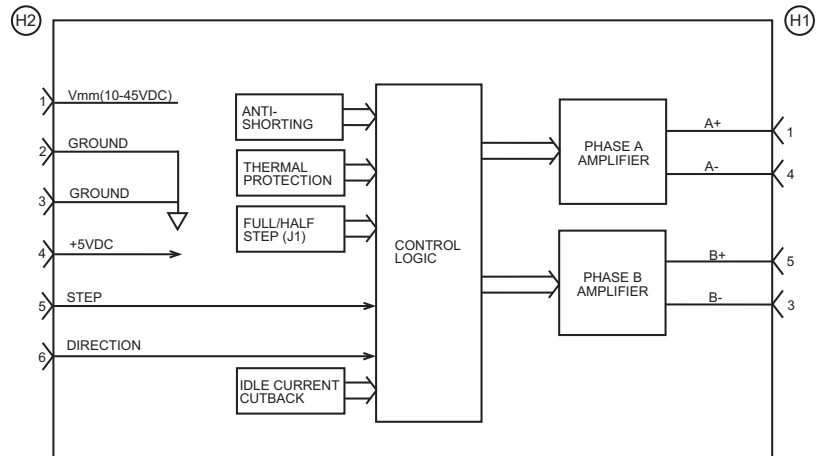 H2
H1
1
Vmm(10-45VDC)
2
GROUND
3
GROUND
4
+5VDC
5
STEP
6
DIRECTION
ANTI-
SHORTING
THERMAL
PROTECTION
FULL/HALF
STEP (J1)
IDLE CURRENT
CUTBACK
CONTROL
LOGIC
PHASE A
AMPLIFIER
PHASE B
AMPLIFIER
A+
1
A-
4
B+
5
B-
3